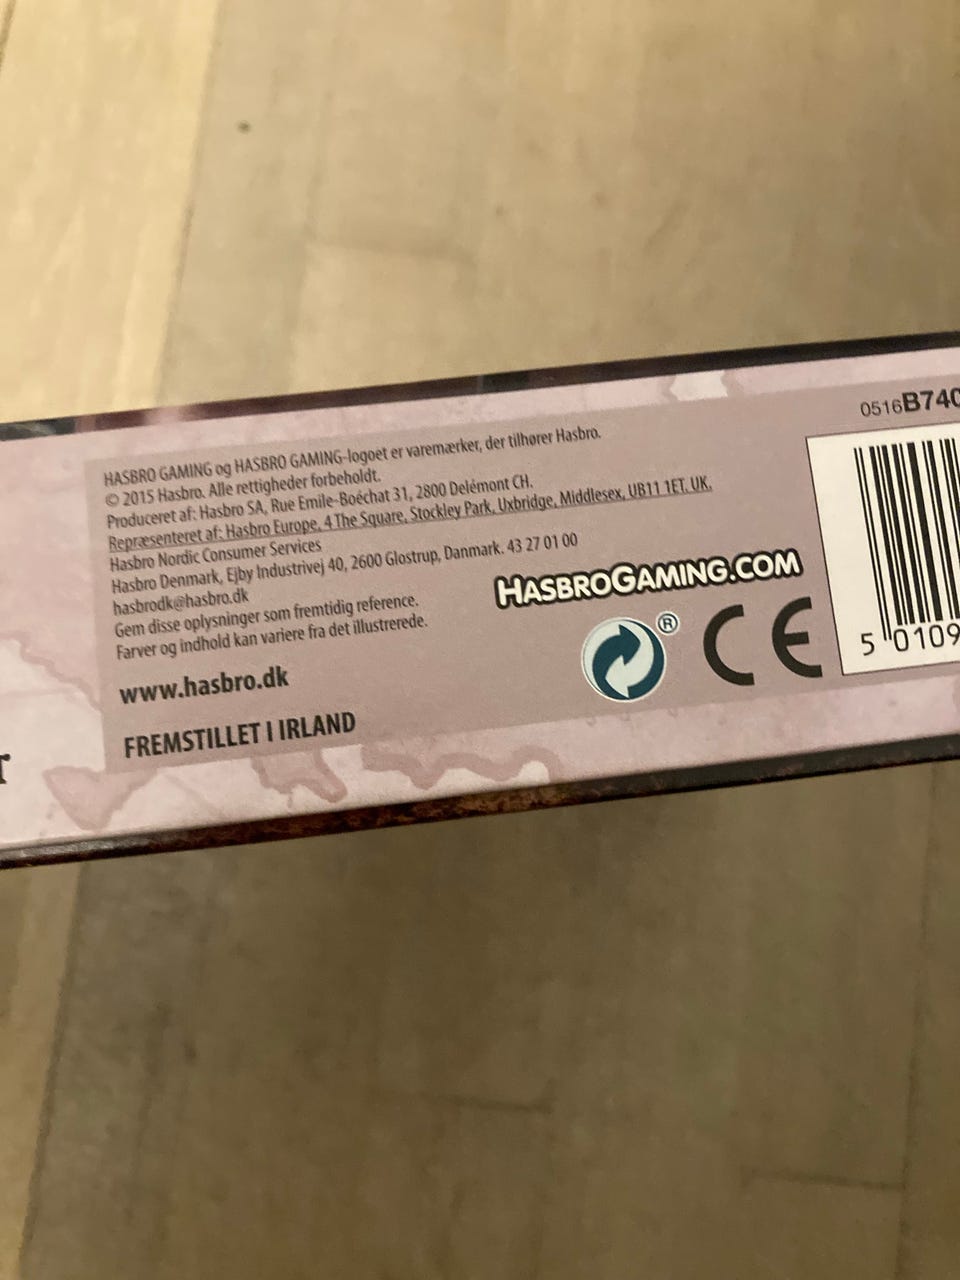 HASBRO GAMING og HASBRO GAMING-logoet er varemærker, der tilhører Hasbro.
© 2015 Hasbro. Alle rettigheder forbeholdt.
Produceret af: Hasbro SA, Rue Emile-Boéchat 31, 2800 Delémont CH.
Repræsenteret af: Hasbro Europe, 4 The Square, Stockley Park, Uxbridge, Middlesex, UB11 1ET. UK.
Hasbro Nordic Consumer Services
Hasbro Denmark, Ejby Industrivej 40, 2600 Glostrup, Danmark. 43 27 01 00
hasbrodk@hasbro.dk
Gem disse oplysninger som fremtidig reference.
Farver og indhold kan variere fra det illustrerede.
www.hasbro.dk
FREMSTILLET I IRLAND
HASBROGAMING.COM
®
CE
0516B740
5 0109
r